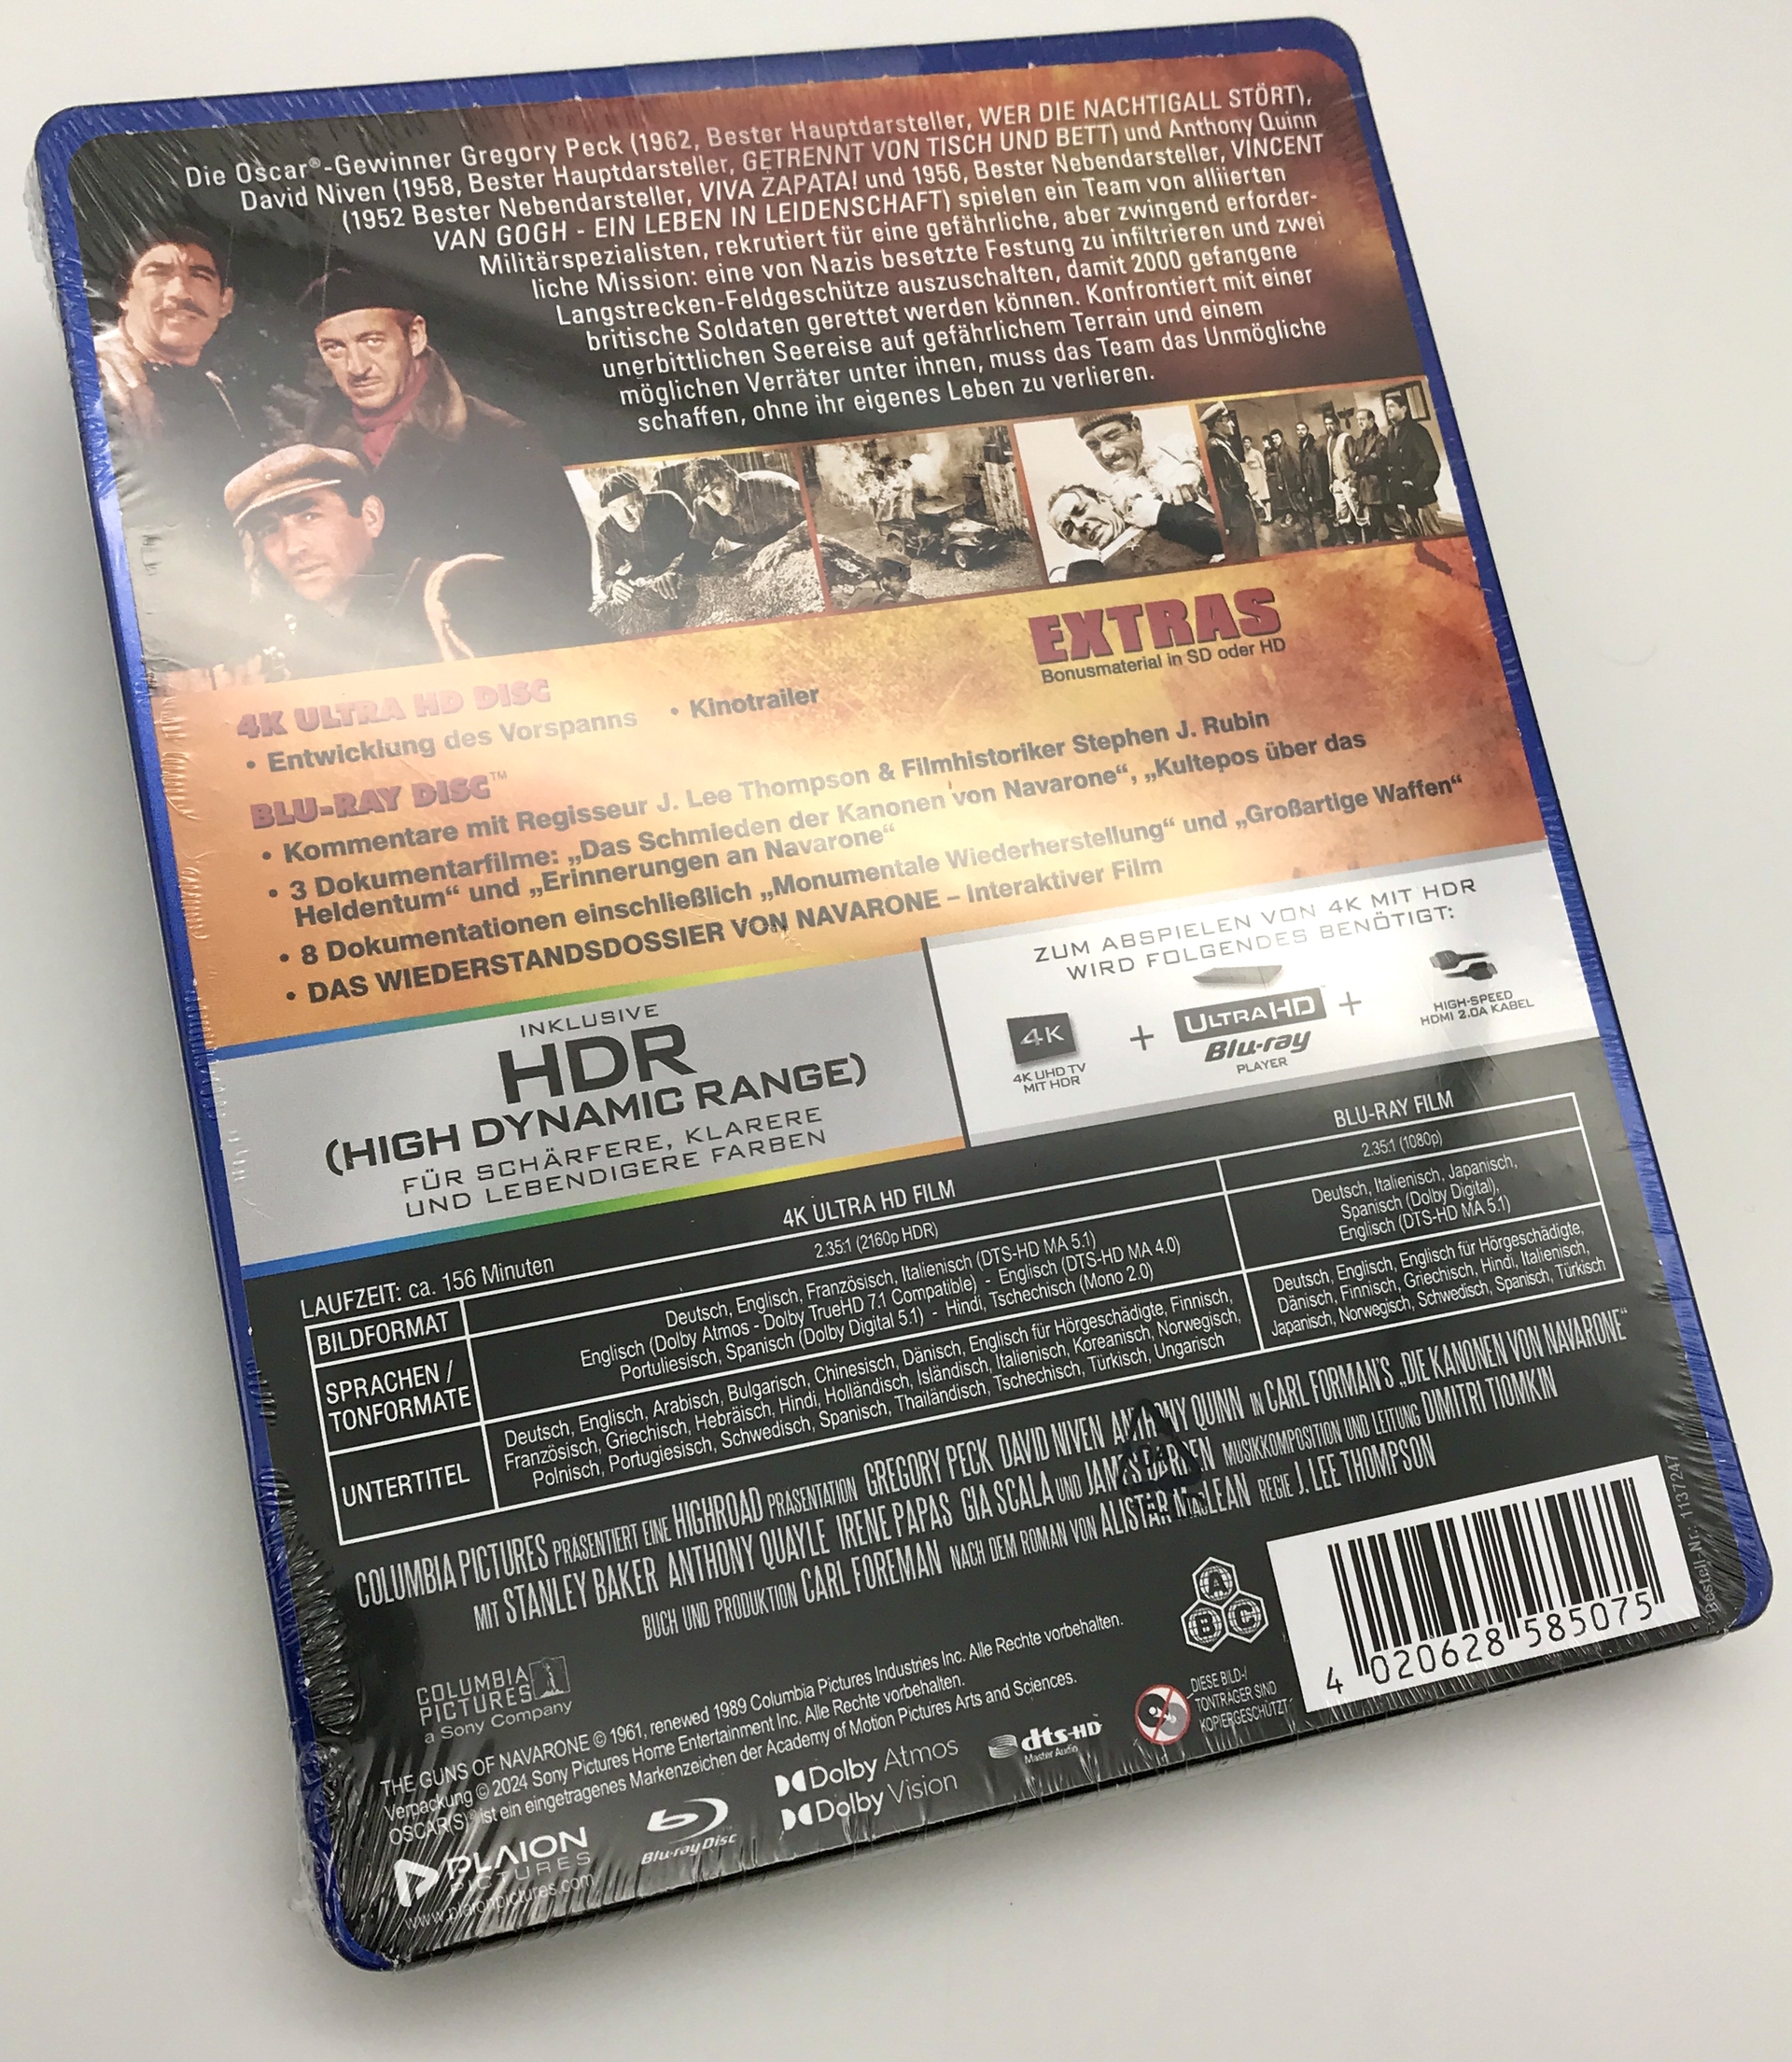 Die Oscar®-Gewinner Gregory Peck (1962, Bester Hauptdarsteller, WER DIE NACHTIGALL STÖRT),
David Niven (1958, Bester Hauptdarsteller, GETRENNT VON TISCH UND BETT) und Anthony Quinn
(1952 Bester Nebendarsteller, VIVA ZAPATA! und 1956, Bester Nebendarsteller, VINCENT
VAN GOGH - EIN LEBEN IN LEIDENSCHAFT) spielen ein Team von alliierten
Militärspezialisten, rekrutiert für eine gefährliche, aber zwingend erforder-
liche Mission: eine von Nazis besetzte Festung zu infiltrieren und zwei
Langstrecken-Feldgeschütze auszuschalten, damit 2000 gefangene
britische Soldaten gerettet werden können. Konfrontiert mit einer
unerbittlichen Seereise auf gefährlichem Terrain und einem
möglichen Verräter unter ihnen, muss das Team das Unmögliche
schaffen, ohne ihr eigenes Leben zu verlieren.
EXTRAS
Bonusmaterial in SD oder HD
4K ULTRA HD DISC
• Entwicklung des Vorspanns • Kinotrailer
BLU-RAY DISC™
• Kommentare mit Regisseur J. Lee Thompson & Filmhistoriker Stephen J. Rubin
• 3 Dokumentarfilme: „Das Schmieden der Kanonen von Navarone“, „Kultepos über das
Heldentum“ und „Erinnerungen an Navarone“
• 8 Dokumentationen einschließlich „Monumentale Wiederherstellung“ und „Großartige Waffen“
• DAS WIEDERSTANDSDOSSIER VON NAVARONE – Interaktiver Film
INKLUSIVE
HDR
(HIGH DYNAMIC RANGE)
FÜR SCHÄRFERE, KLARERE
UND LEBENDIGERE FARBEN
ZUM ABSPIELEN VON 4K MIT HDR
WIRD FOLGENDES BENÖTIGT:
4K
4K UHD TV
MIT HDR
+
ULTRA HD
Blu-ray
PLAYER
+
HIGH-SPEED
HDMI 2.0A KABEL
LAUFZEIT: ca. 156 Minuten
4K ULTRA HD FILM
BLU-RAY FILM
BILDFORMAT
2.35:1 (2160p HDR)
2.35:1 (1080p)
SPRACHEN /
TONFORMATE
Deutsch, Englisch, Französisch, Italienisch (DTS-HD MA 5.1)
Englisch (Dolby Atmos - Dolby TrueHD 7.1 Compatible) - Englisch (DTS-HD MA 4.0)
Portuliesisch, Spanisch (Dolby Digital 5.1) - Hindi, Tschechisch (Mono 2.0)
Deutsch, Italienisch, Japanisch,
Spanisch (Dolby Digital),
Englisch (DTS-HD MA 5.1)
UNTERTITEL
Deutsch, Englisch, Arabisch, Bulgarisch, Chinesisch, Dänisch, Englisch für Hörgeschädigte, Finnisch,
Französisch, Griechisch, Hebräisch, Hindi, Holländisch, Isländisch, Italienisch, Koreanisch, Norwegisch,
Polnisch, Portugiesisch, Schwedisch, Spanisch, Thailändisch, Tschechisch, Türkisch, Ungarisch
Deutsch, Englisch, Englisch für Hörgeschädigte,
Dänisch, Finnisch, Griechisch, Hindi, Italienisch,
Japanisch, Norwegisch, Schwedisch, Spanisch, Türkisch
COLUMBIA PICTURES PRÄSENTIERT EINE HIGHROAD PRÄSENTATION GREGORY PECK DAVID NIVEN ANTHONY QUINN IN CARL FORMAN'S „DIE KANONEN VON NAVARONE“
MIT STANLEY BAKER ANTHONY QUAYLE IRENE PAPAS GIA SCALA UND JAMES DARREN MUSIKKOMPOSITION UND LEITUNG DIMITRI TIOMKIN
BUCH UND PRODUKTION CARL FOREMAN NACH DEM ROMAN VON ALISTAR MACLEAN REGIE J. LEE THOMPSON
04
COLUMBIA
PICTURES
a Sony Company
THE GUNS OF NAVARONE © 1961, renewed 1989 Columbia Pictures Industries Inc. Alle Rechte vorbehalten.
Verpackung © 2024 Sony Pictures Home Entertainment Inc. Alle Rechte vorbehalten.
OSCAR(S)® ist ein eingetragenes Markenzeichen der Academy of Motion Pictures Arts and Sciences.
PLAION
PICTURES
www.plaionpictures.com
Blu-ray Disc
Dolby Atmos
Dolby Vision
dts-HD
Master Audio
A
B C
DIESE BILD-/
TONTRÄGER SIND
KOPIERGESCHÜTZT
4 020628 585075
Bestell-Nr.: 1137247